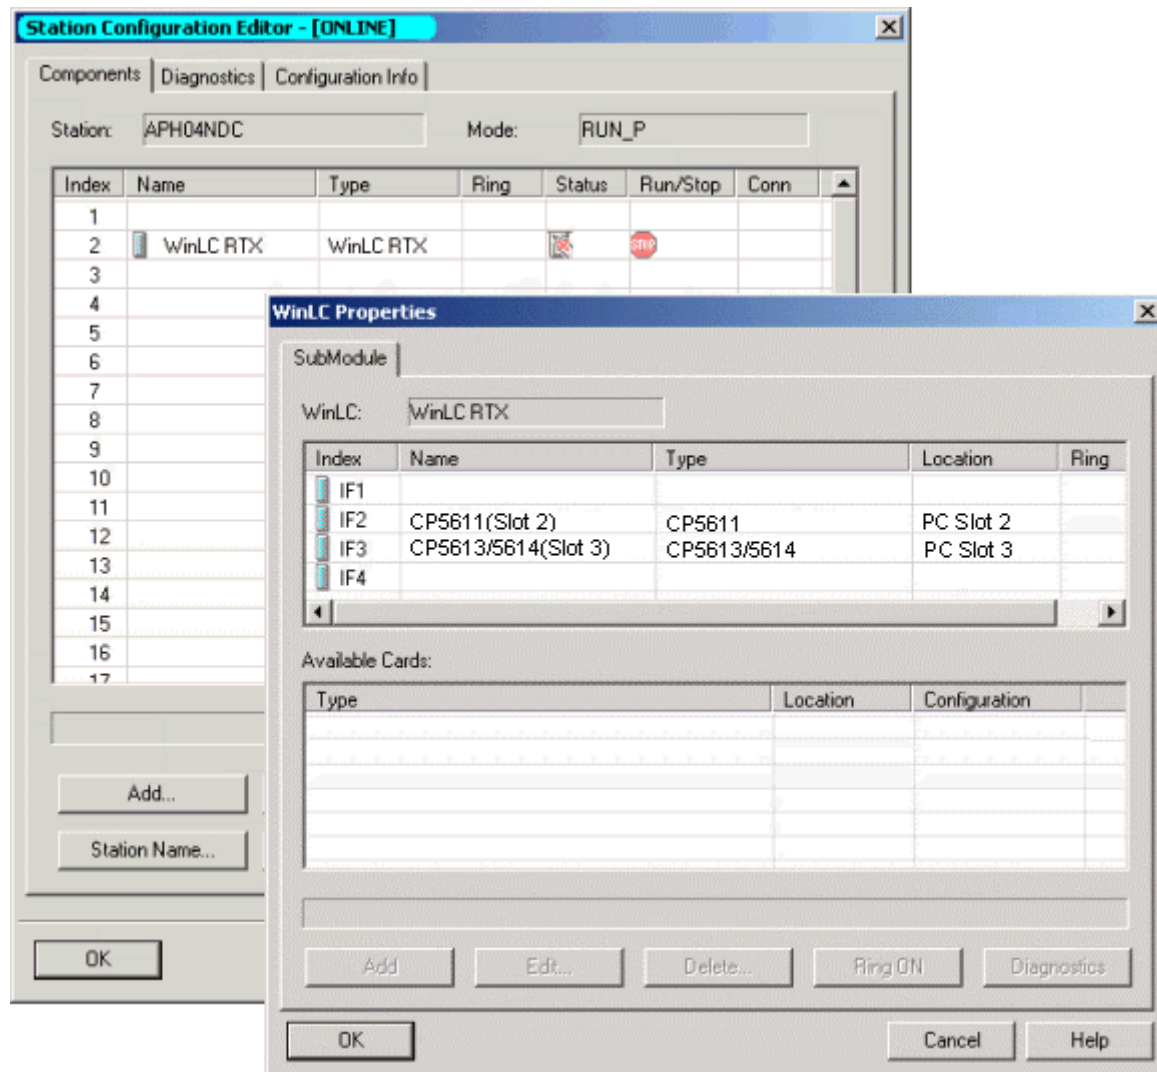 Station Configuration Editor - [ONLINE]
Components Diagnostics Configuration Info
Station: APH04NDC Mode: RUN_P
Index Name Type Ring Status Run/Stop Conn
1
2 WinLC RTX WinLC RTX STOP
3
4
5
6
7
8
9
10
11
12
13
14
15
16
17
Add...
Station Name...
OK
WinLC Properties
SubModule
WinLC: WinLC RTX
Index Name Type Location Ring
IF1
IF2 CP5611(Slot 2) CP5611 PC Slot 2
IF3 CP5613/5614(Slot 3) CP5613/5614 PC Slot 3
IF4
Available Cards:
Type Location Configuration
Add Edit... Delete... Ring ON Diagnostics
OK Cancel Help